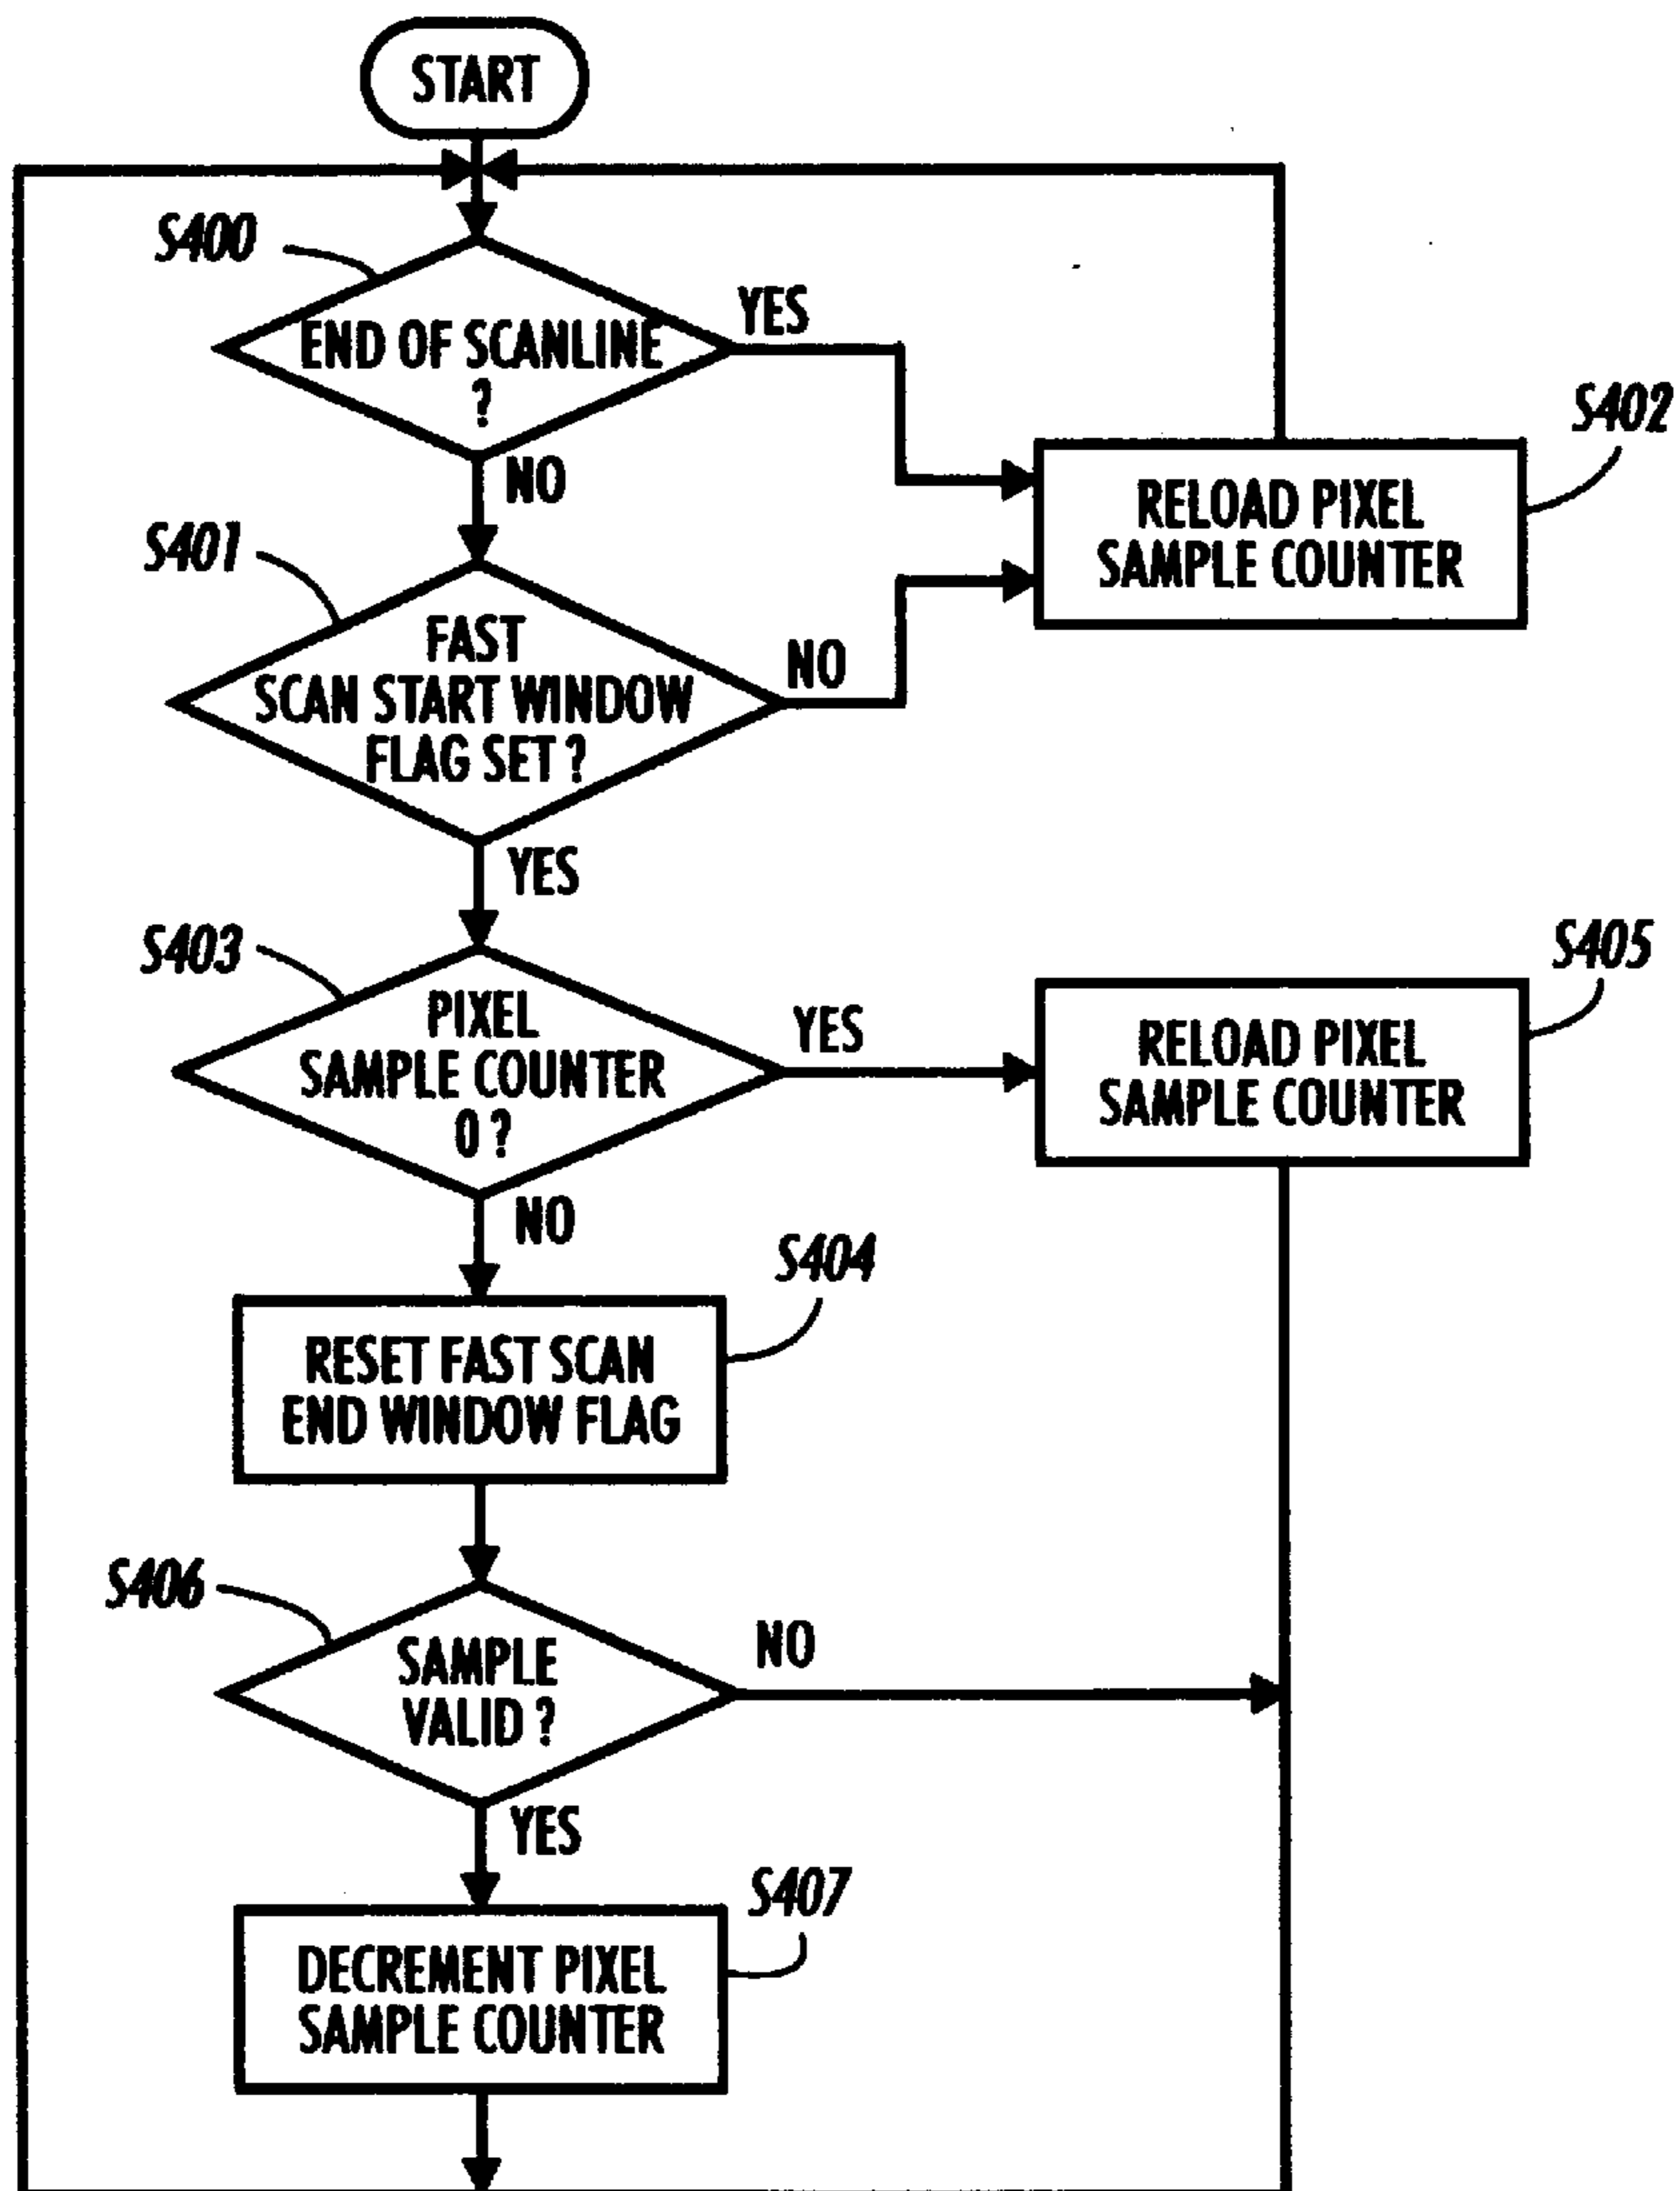 START
S400
END OF SCANLINE
?
YES
NO
S402
RELOAD PIXEL
SAMPLE COUNTER
S401
FAST
SCAN START WINDOW
FLAG SET ?
NO
YES
S403
PIXEL
SAMPLE COUNTER
0 ?
YES
NO
S405
RELOAD PIXEL
SAMPLE COUNTER
S404
RESET FAST SCAN
END WINDOW FLAG
S406
SAMPLE
VALID ?
NO
YES
S407
DECREMENT PIXEL
SAMPLE COUNTER